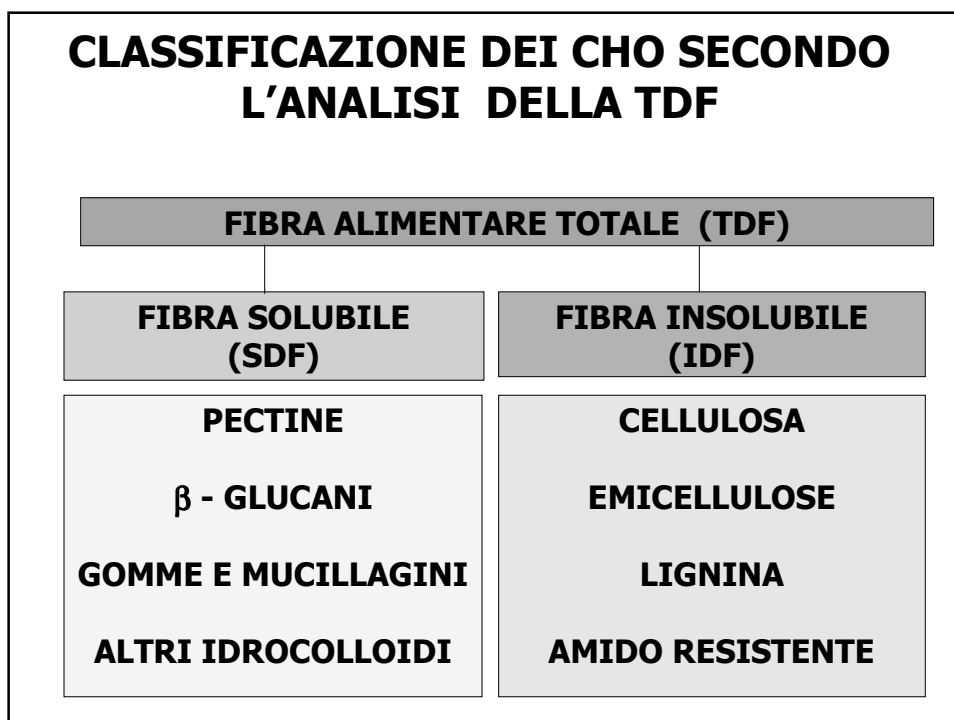 CLASSIFICAZIONE DEI CHO SECONDO
L’ANALISI DELLA TDF
FIBRA ALIMENTARE TOTALE (TDF)
FIBRA SOLUBILE
(SDF)
PECTINE
β - GLUCANI
GOMME E MUCILLAGINI
ALTRI IDROCOLLOIDI
FIBRA INSOLUBILE
(IDF)
CELLULOSA
EMICELLULOSE
LIGNINA
AMIDO RESISTENTE